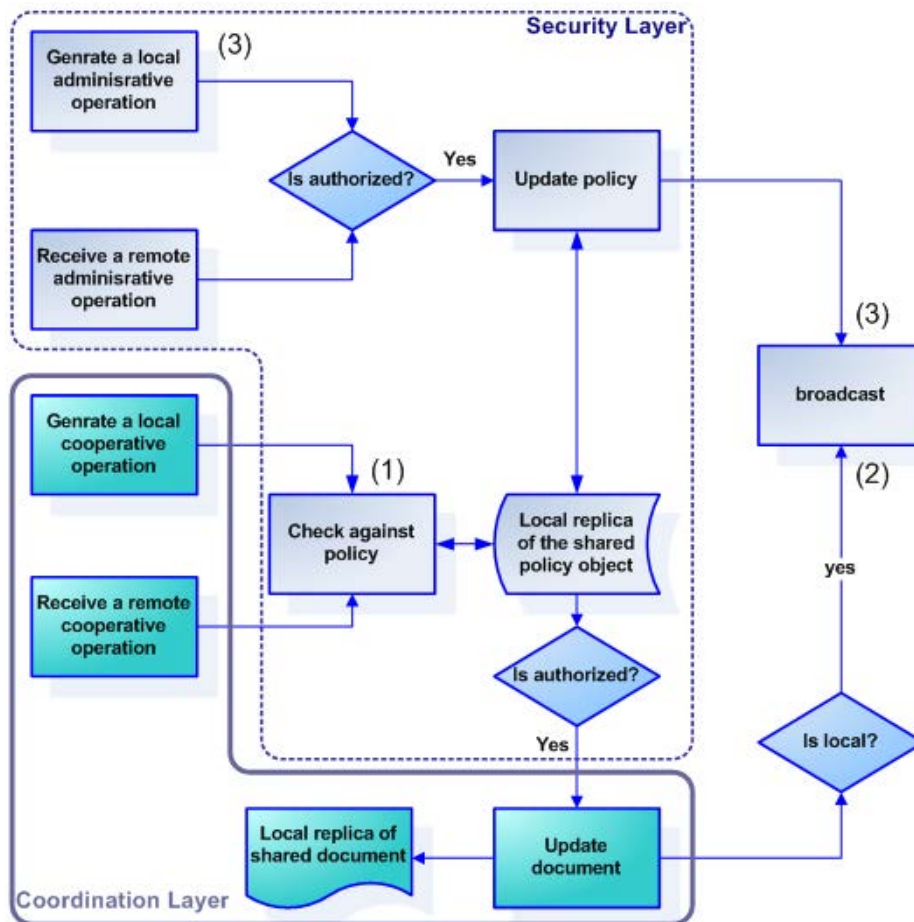 Security Layer
Genrate a local
adminisrative
operation
(3)
Is authorized?
Yes
Update policy
Receive a remote
adminisrative
operation
(3)
broadcast
(2)
Genrate a local
cooperative
operation
(1)
Check against
policy
Local replica
of the shared
policy object
yes
Receive a remote
cooperative
operation
Is authorized?
Yes
Is local?
Local replica of
shared document
Update
document
Coordination Layer